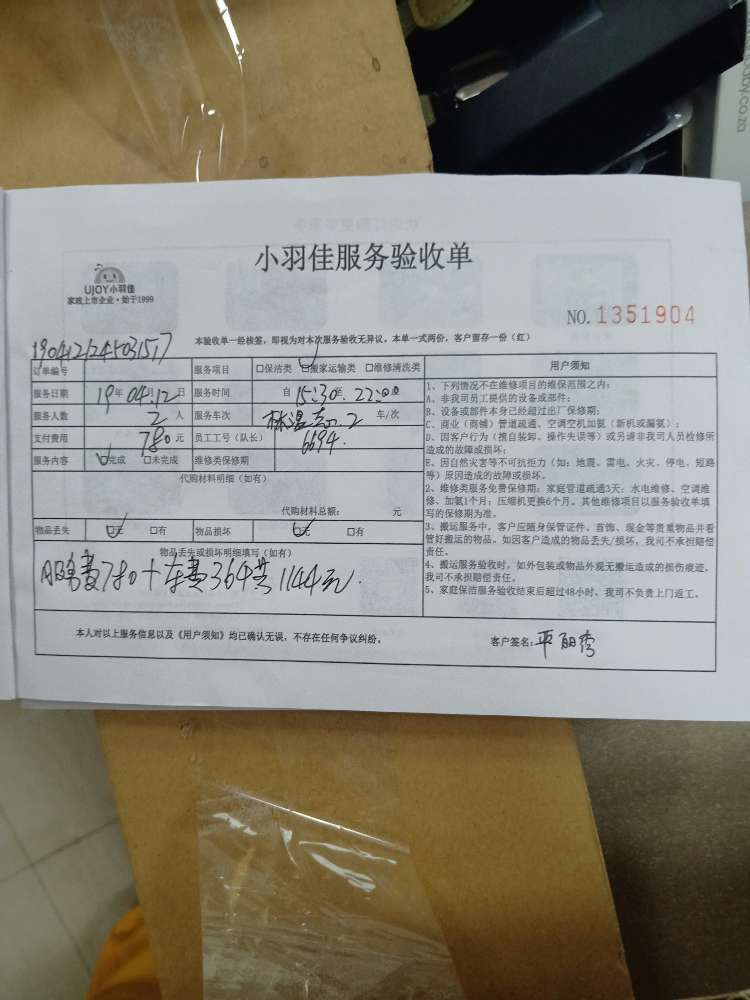 小羽佳服务验收单
UJOY小羽佳
家政上市企业·始于1999
NO.1351904
本验收单一经核签，即视为对本次服务验收无异议。本单一式两份，客户留存一份（红）
订单编号
服务项目 □保洁类 □搬家运输类 □维修清洗类
服务日期 19年04月12日 服务时间 自15:30至22:00
服务人数 2人 服务车次 2 车/次
支付费用 780元 员工工号（队长） 6694
服务内容 □完成 □未完成 维修类保修期
代购材料明细（如有）
代购材料总额： 元
物品丢失 □无 □有 物品损坏 □无 □有
物品丢失或损坏明细填写（如有）
服务费780+车费364共1144元.
用户须知
1、下列情况不在维修项目的维保范围之内：
A、非我司员工提供的设备或部件；
B、设备或部件本身已经超过出厂保修期；
C、商业（商铺）管道疏通、空调空机加氨（新机或漏氨）；
D、因客户行为（擅自装卸、操作失误等）或另请非我司人员检修所
造成的故障或损坏；
E、因自然灾害等不可抗拒力（如：地震、雷电、火灾、停电、短路
等）原因造成的故障或损坏。
2、维修类服务免费保修期：家庭管道疏通3天；水电维修、空调维
修、加氨1个月；压缩机更换6个月。其他维修项目以服务验收单填
写的保修期为准。
3、搬运服务中，客户应随身保管证件、首饰、现金等贵重物品并看
管好搬运的物品。如因客户造成的物品丢失/损坏，我司不承担赔偿
责任。
4、搬运服务验收时，如外包装或物品外观无搬运造成的损伤痕迹，
我司不承担赔偿责任。
5、家庭保洁服务验收结束后超过48小时，我司不负责上门返工。
本人对以上服务信息以及《用户须知》均已确认无误，不存在任何争议纠纷。
客户签名：平丽秀